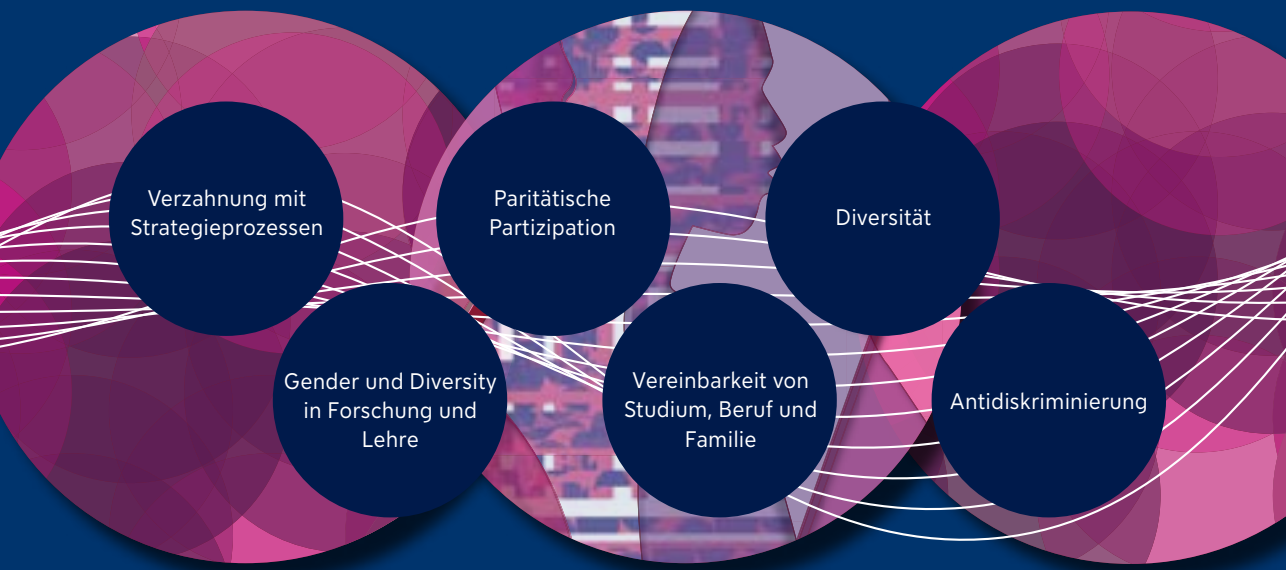 Verzahnung mit
Strategieprozessen
Paritätische
Partizipation
Diversität
Gender und Diversity
in Forschung und
Lehre
Vereinbarkeit von
Studium, Beruf und
Familie
Antidiskriminierung